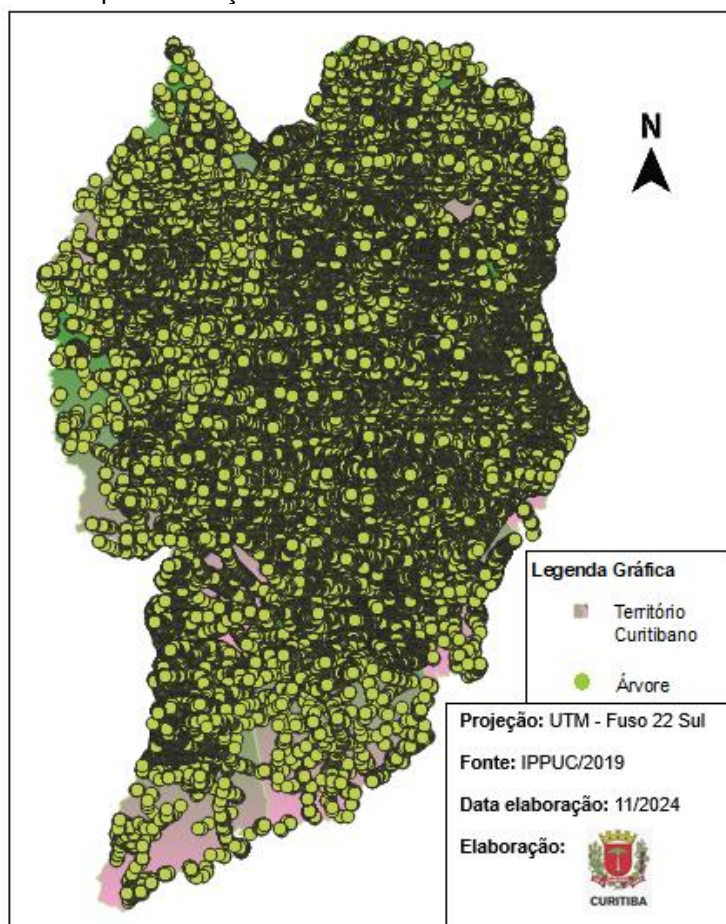 N
Legenda Gráfica
Território
Curitibano
Árvore
Projeção: UTM - Fuso 22 Sul
Fonte: IPPUC/2019
Data elaboração: 11/2024
Elaboração:
CURITIBA